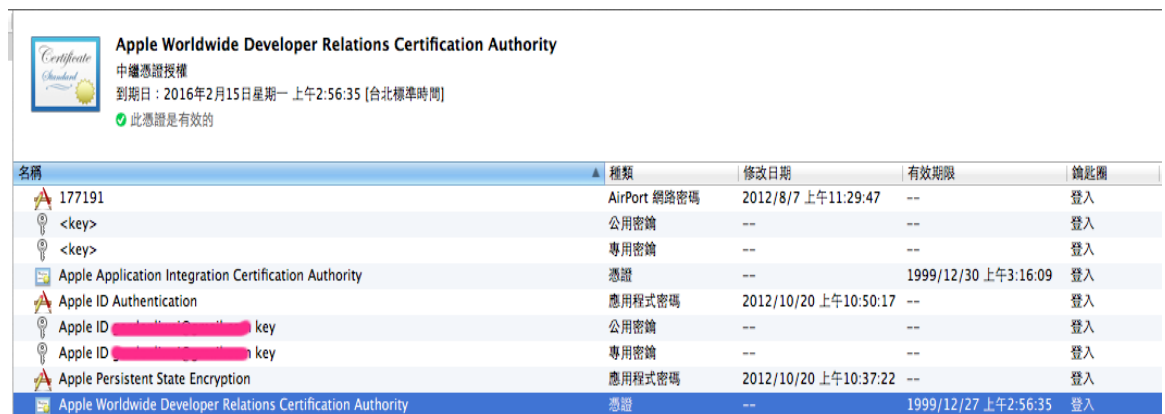 Apple Worldwide Developer Relations Certification Authority
中繼憑證授權
到期日：2016年2月15日星期一 上午2:56:35 [台北標準時間]
此憑證是有效的
名稱 種類 修改日期 有效期限 鑰匙圈
177191 AirPort 網路密碼 2012/8/7 上午11:29:47 -- 登入
<key> 公用密鑰 -- -- 登入
<key> 專用密鑰 -- -- 登入
Apple Application Integration Certification Authority 憑證 -- 1999/12/30 上午3:16:09 登入
Apple ID Authentication 應用程式密碼 2012/10/20 上午10:50:17 -- 登入
Apple ID key 公用密鑰 -- -- 登入
Apple ID key 專用密鑰 -- -- 登入
Apple Persistent State Encryption 應用程式密碼 2012/10/20 上午10:37:22 -- 登入
Apple Worldwide Developer Relations Certification Authority 憑證 -- 1999/12/27 上午2:56:35 登入